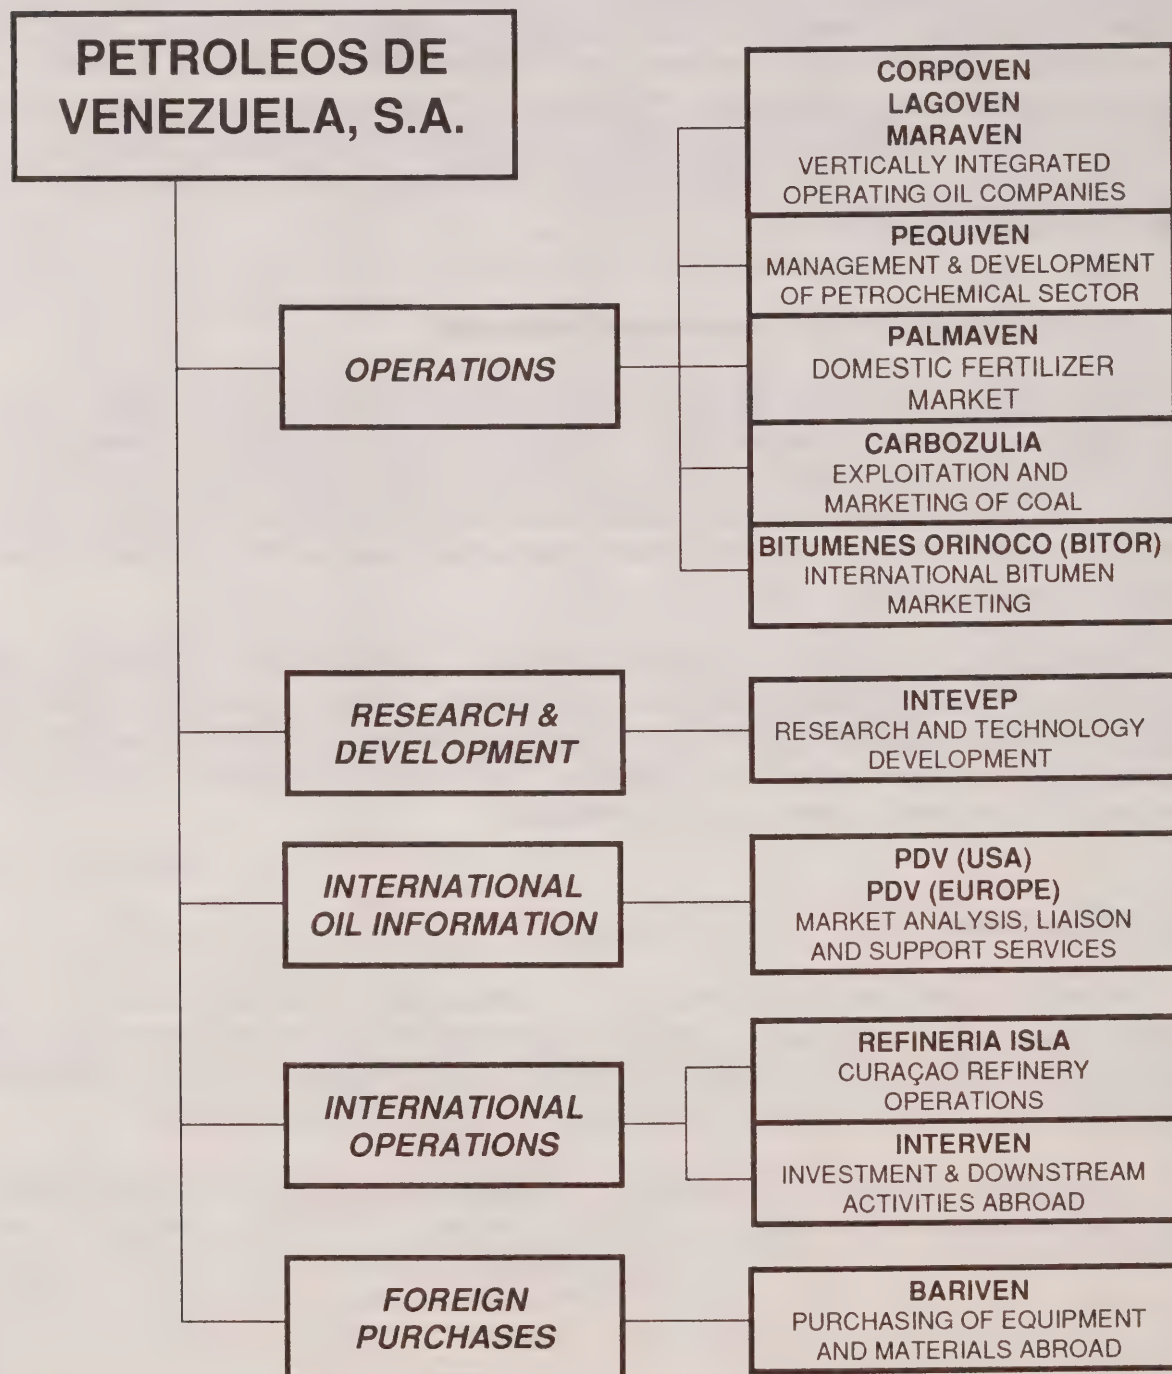 PETROLEOS DE
VENEZUELA, S.A.
OPERATIONS
CORPOVEN
LAGOVEN
MARAVEN
VERTICALLY INTEGRATED
OPERATING OIL COMPANIES
PEQUIVEN
MANAGEMENT & DEVELOPMENT
OF PETROCHEMICAL SECTOR
PALMAVEN
DOMESTIC FERTILIZER
MARKET
CARBOZULIA
EXPLOITATION AND
MARKETING OF COAL
BITUMENES ORINOCO (BITOR)
INTERNATIONAL BITUMEN
MARKETING
RESEARCH &
DEVELOPMENT
INTEVEP
RESEARCH AND TECHNOLOGY
DEVELOPMENT
INTERNATIONAL
OIL INFORMATION
PDV (USA)
PDV (EUROPE)
MARKET ANALYSIS, LIAISON
AND SUPPORT SERVICES
INTERNATIONAL
OPERATIONS
REFINERIA ISLA
CURAÇAO REFINERY
OPERATIONS
INTERVEN
INVESTMENT & DOWNSTREAM
ACTIVITIES ABROAD
FOREIGN
PURCHASES
BARIVEN
PURCHASING OF EQUIPMENT
AND MATERIALS ABROAD